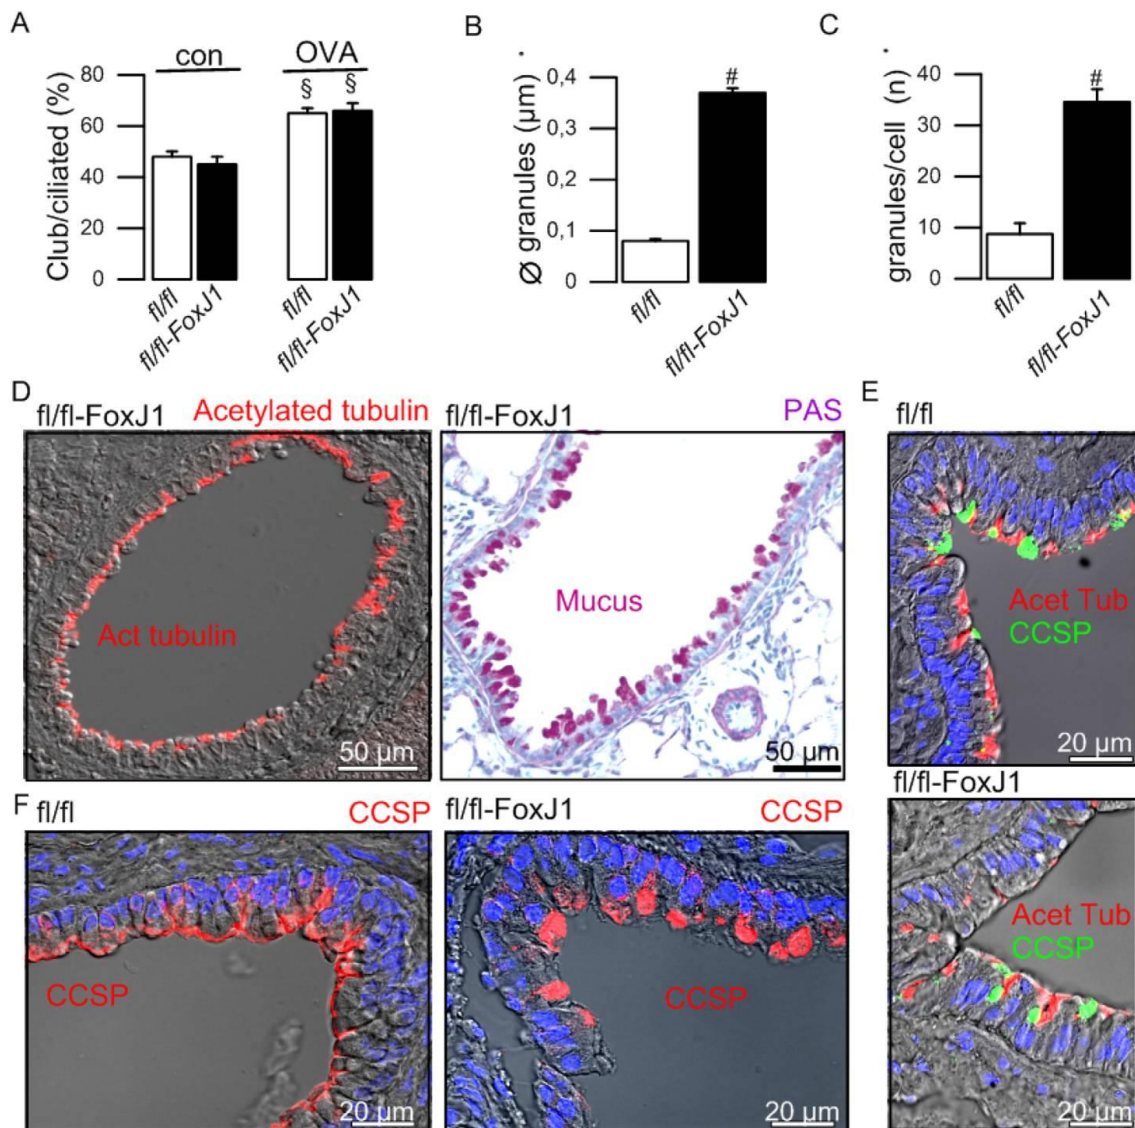 A
con
OVA
Club/ciliated (%)
80
60
40
20
0
§
§
fl/fl
fl/fl-FoxJ1
fl/fl
fl/fl-FoxJ1
B
Ø granules (µm)
0,4
0,3
0,2
0,1
0
#
fl/fl
fl/fl-FoxJ1
C
granules/cell (n)
40
30
20
10
0
#
fl/fl
fl/fl-FoxJ1
D
fl/fl-FoxJ1 Acetylated tubulin
Act tubulin
50 µm
fl/fl-FoxJ1 PAS
Mucus
50 µm
E
fl/fl
Acet Tub
CCSP
20 µm
fl/fl-FoxJ1
Acet Tub
CCSP
20 µm
F fl/fl CCSP
CCSP
20 µm
fl/fl-FoxJ1 CCSP
CCSP
20 µm